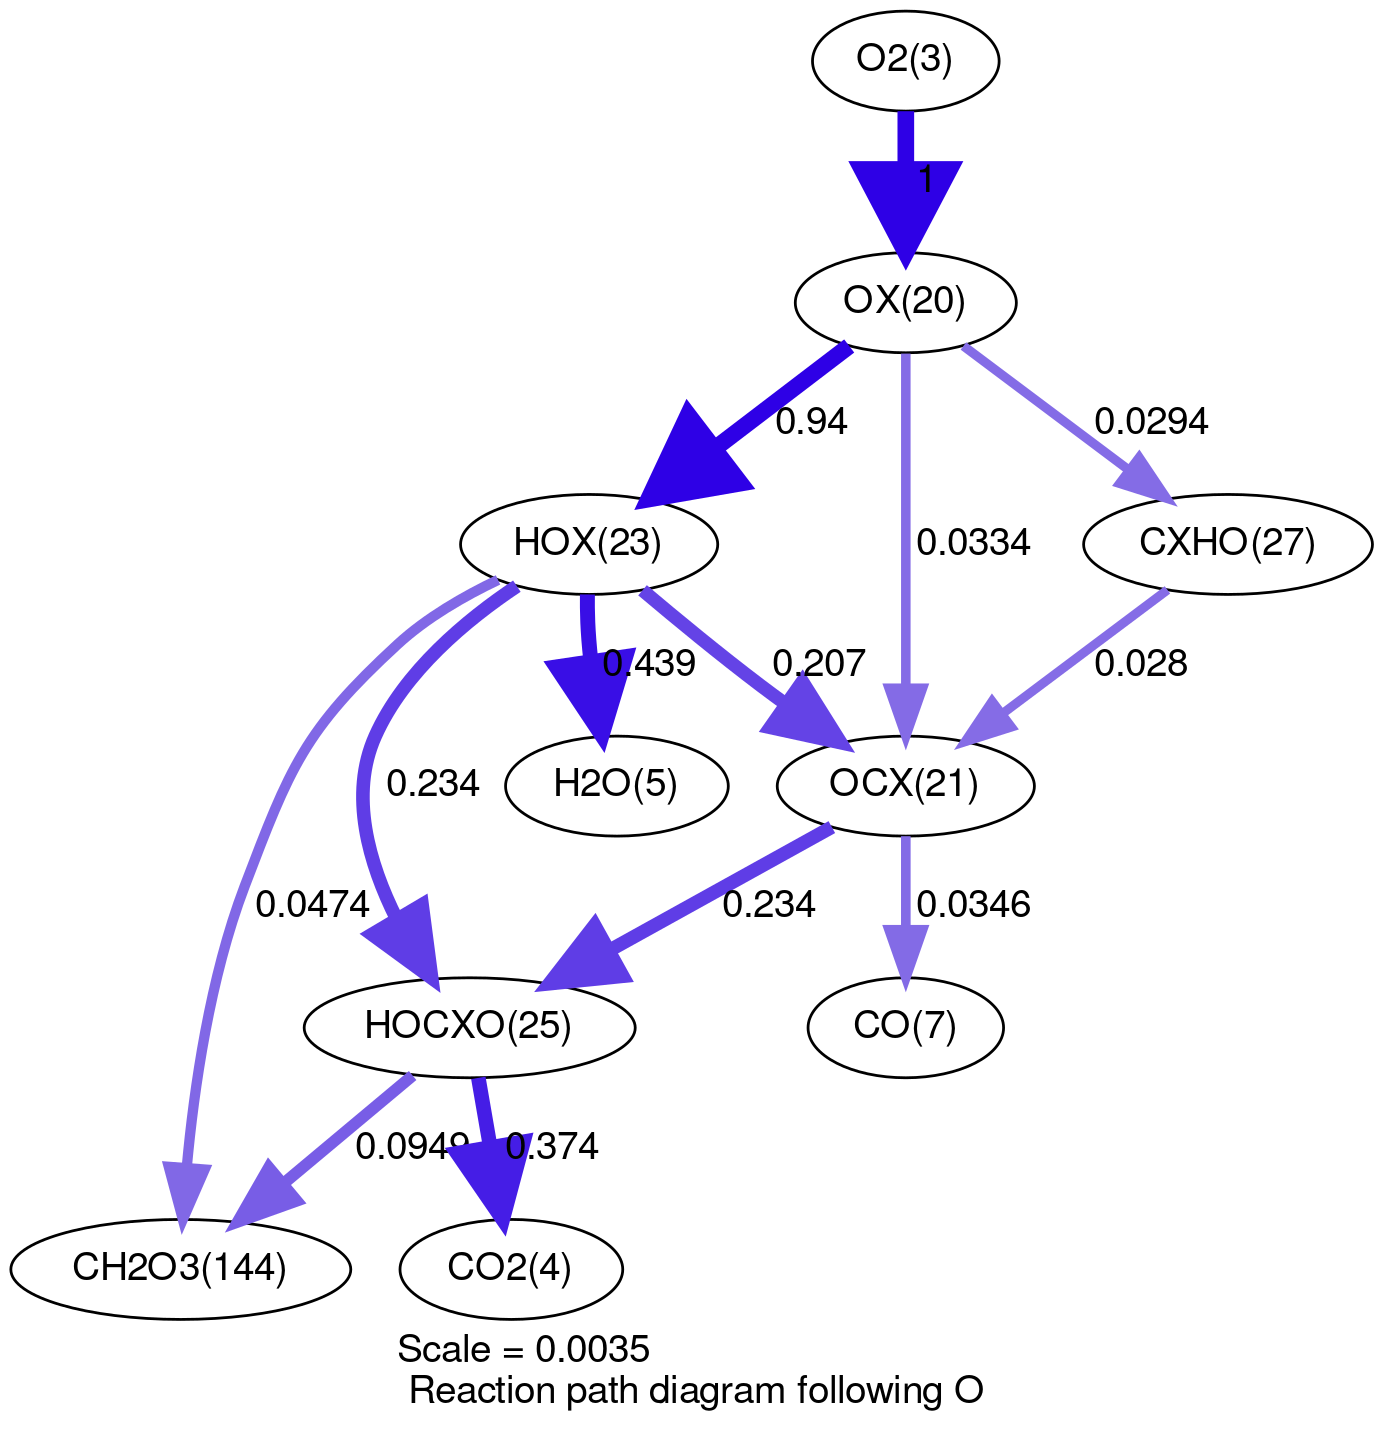 O2(3)
1
OX(20)
0.94
0.0294
HOX(23)
0.0334
CXHO(27)
0.439
0.207
0.028
0.234
H2O(5)
OCX(21)
0.0474
0.234
0.0346
HOCXO(25)
CO(7)
0.0949
0.374
CH2O3(144)
CO2(4)
Scale = 0.0035
Reaction path diagram following O